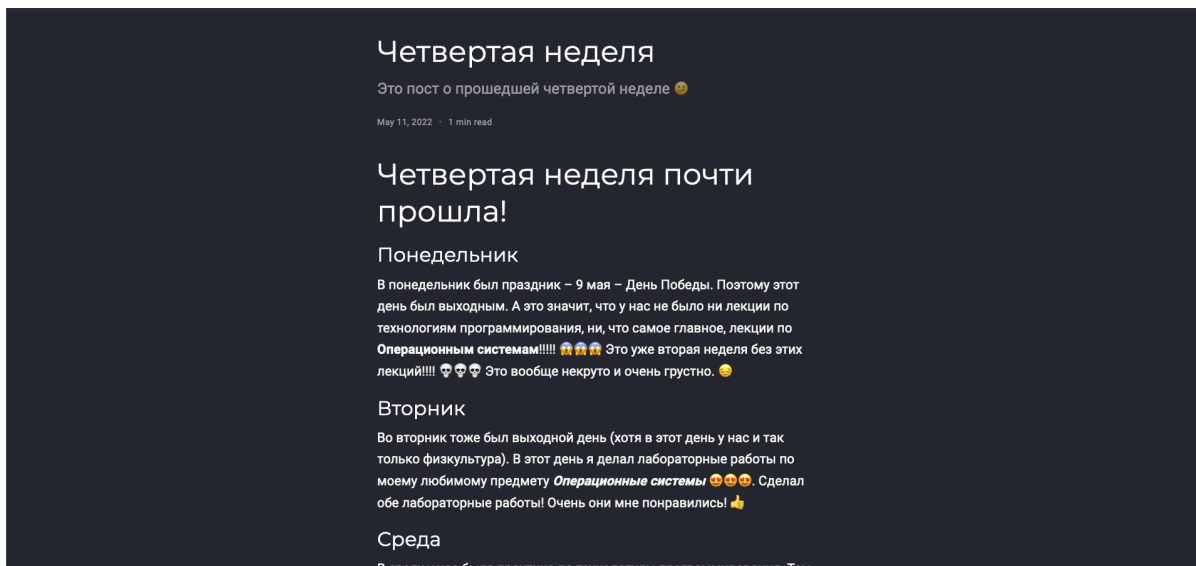 Четвертая неделя
Это пост о прошедшей четвертой неделе 🥲
May 11, 2022 · 1 min read
Четвертая неделя почти
прошла!
Понедельник
В понедельник был праздник – 9 мая – День Победы. Поэтому этот
день был выходным. А это значит, что у нас не было ни лекции по
технологиям программирования, ни, что самое главное, лекции по
Операционным системам!!!!! 😱😱😱 Это уже вторая неделя без этих
лекций!!!! 💀💀💀 Это вообще некруто и очень грустно. 😔
Вторник
Во вторник тоже был выходной день (хотя в этот день у нас и так
только физкультура). В этот день я делал лабораторные работы по
моему любимому предмету Операционные системы 😍😍😍. Сделал
обе лабораторные работы! Очень они мне понравились! 👍
Среда